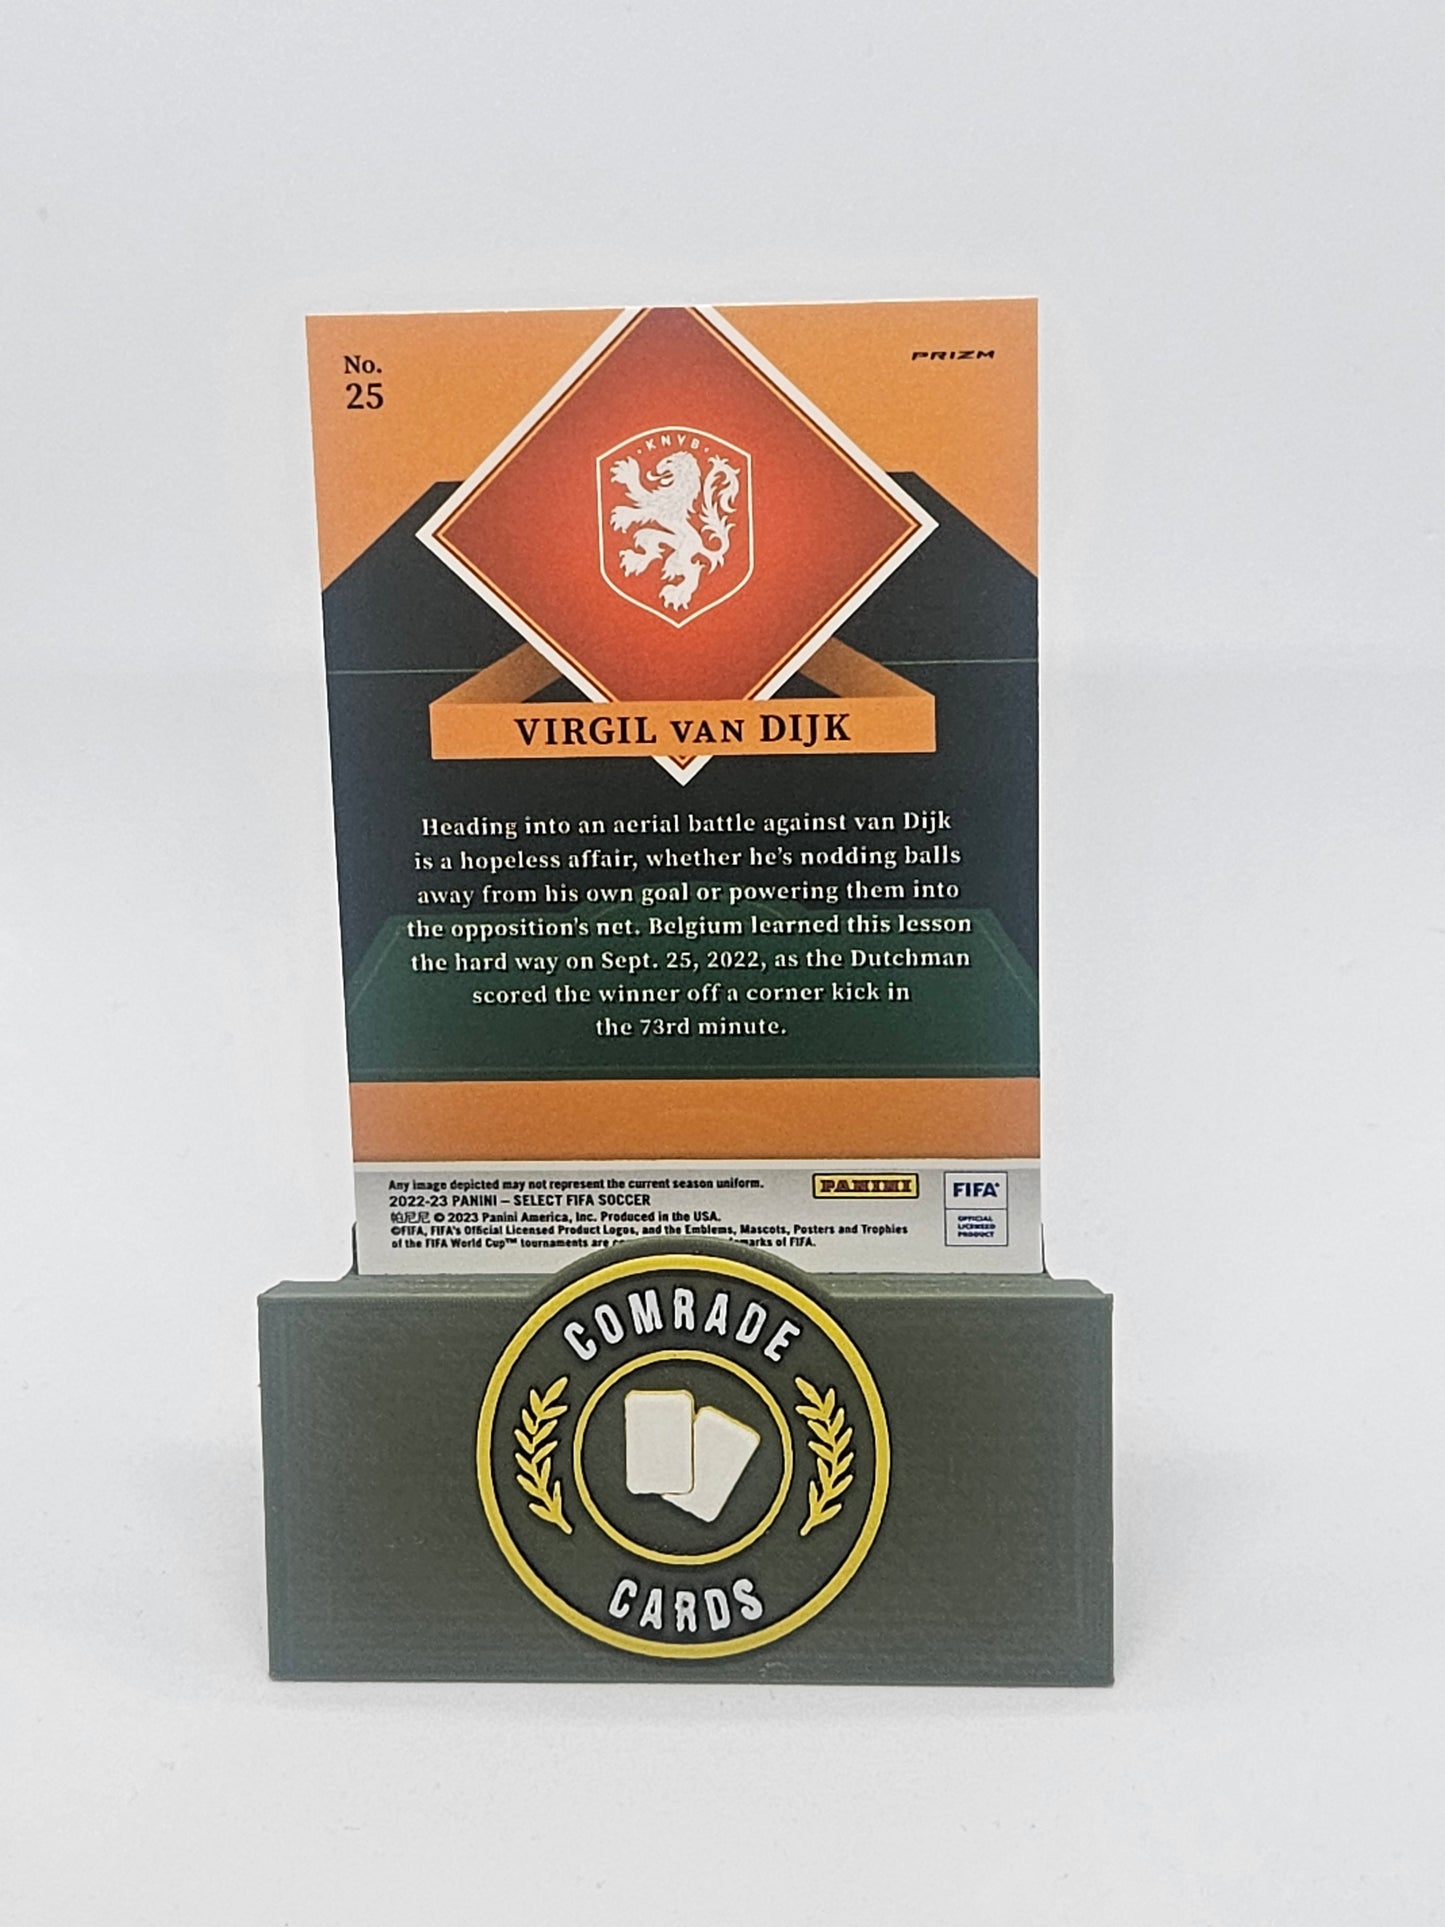 No.
25
PRIZM
KNVB
VIRGIL VAN DIJK
Heading into an aerial battle against van Dijk
is a hopeless affair, whether he's nodding balls
away from his own goal or powering them into
the opposition's net. Belgium learned this lesson
the hard way on Sept. 25, 2022, as the Dutchman
scored the winner off a corner kick in
the 73rd minute.
Any image depicted may not represent the current season uniform.
2022-23 PANINI – SELECT FIFA SOCCER
帕尼尼 © 2023 Panini America, Inc. Produced in the USA.
©FIFA, FIFA's Official Licensed Product Logos, and the Emblems, Mascots, Posters and Trophies
of the FIFA World Cup™ tournaments are of FIFA.
PANINI
FIFA
OFFICIAL
LICENSED
PRODUCT
COMRADE
CARDS